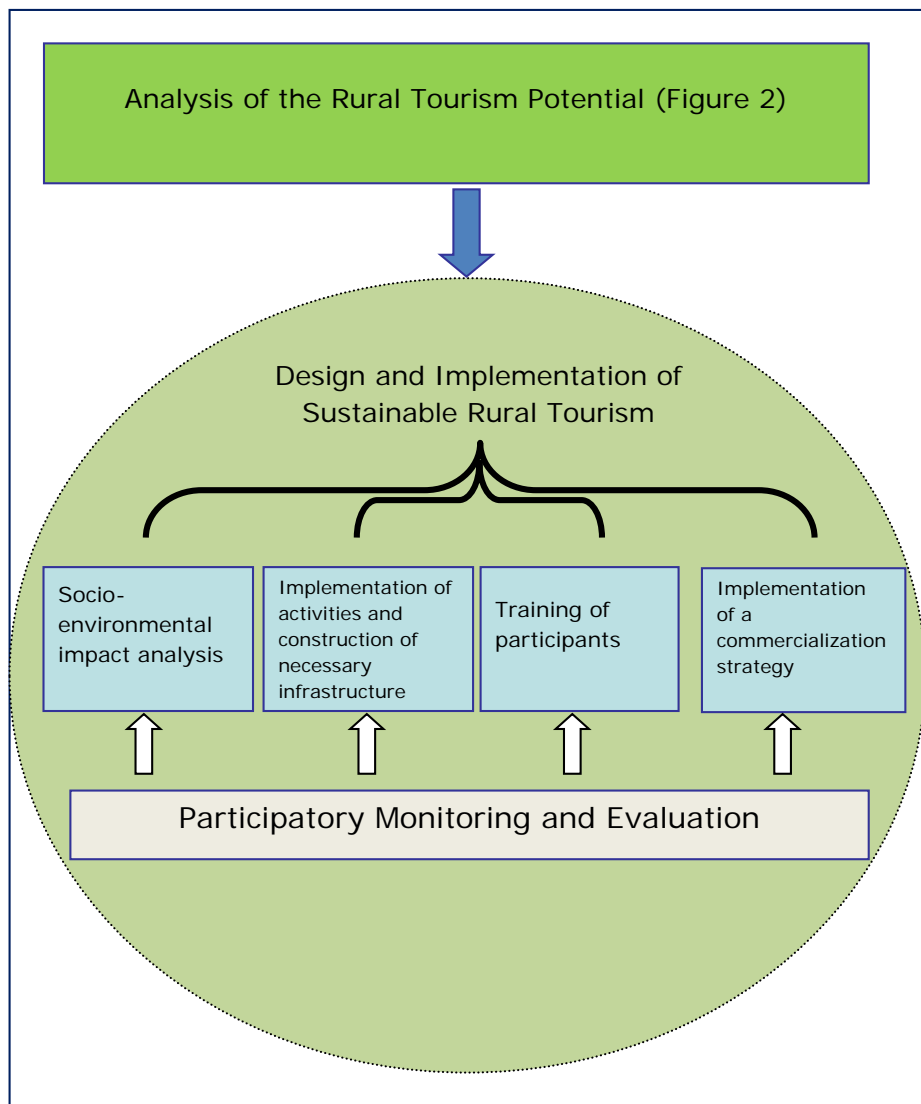 Analysis of the Rural Tourism Potential (Figure 2)
Design and Implementation of
Sustainable Rural Tourism
Socio-
environmental
impact analysis
Implementation of
activities and
construction of
necessary
infrastructure
Training of
participants
Implementation
of a
commercialization
strategy
Participatory Monitoring and Evaluation